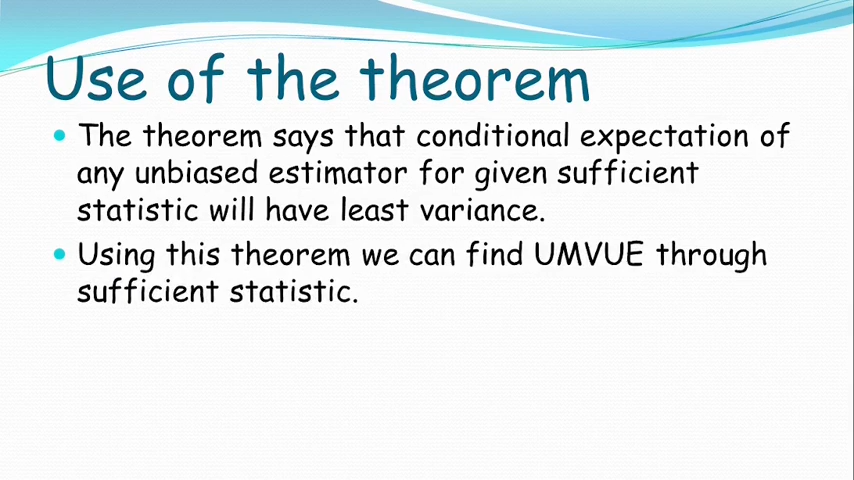 Use of the theorem
The theorem says that conditional expectation of
any unbiased estimator for given sufficient
statistic will have least variance.
Using this theorem we can find UMVUE through
sufficient statistic.